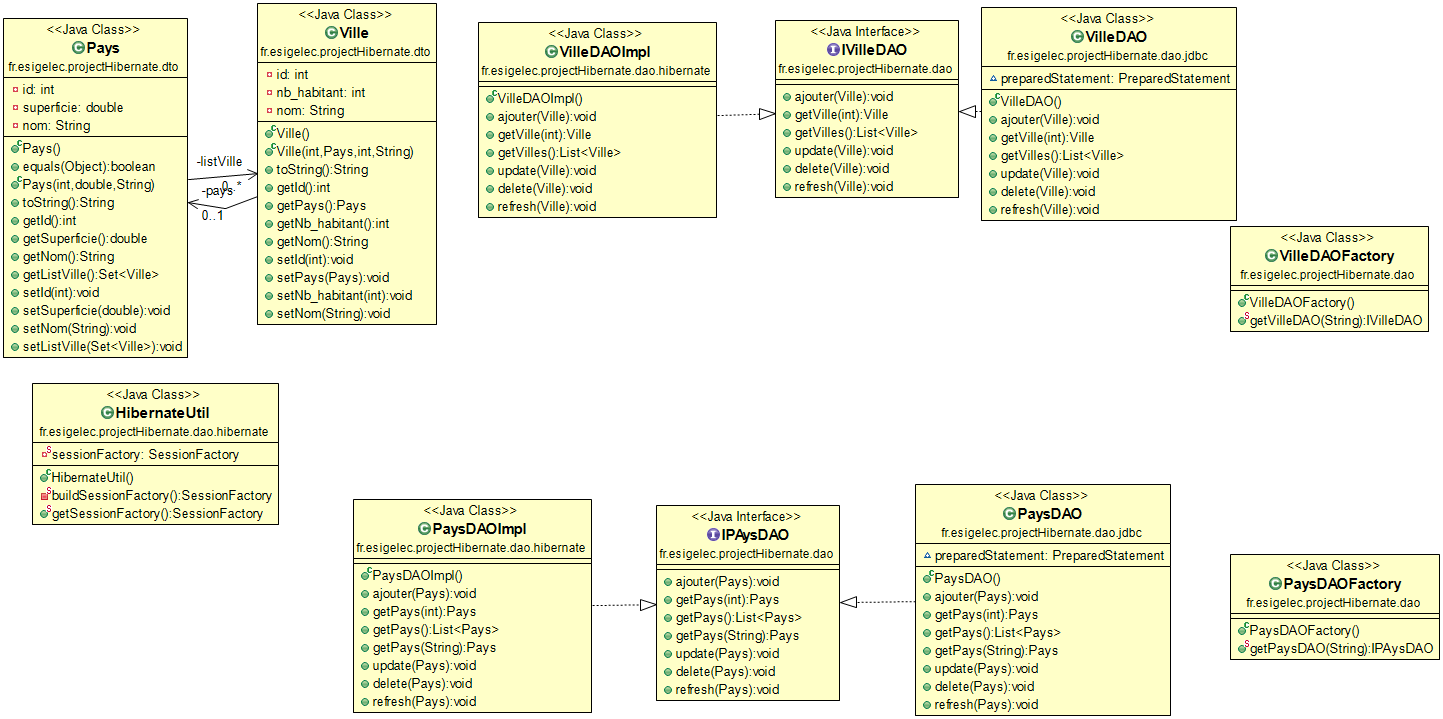 <<Java Class>>
Pays
fr.esigelec.projectHibernate.dto
id: int
superficie: double
nom: String
Pays()
equals(Object):boolean
Pays(int,double,String)
toString():String
getId():int
getSuperficie():double
getNom():String
getListVille():Set<Ville>
setId(int):void
setSuperficie(double):void
setNom(String):void
setListVille(Set<Ville>):void
-listVille
0..*
-pays
0..1
<<Java Class>>
Ville
fr.esigelec.projectHibernate.dto
id: int
nb_habitant: int
nom: String
Ville()
Ville(int,Pays,int,String)
toString():String
getId():int
getPays():Pays
getNb_habitant():int
getNom():String
setId(int):void
setPays(Pays):void
setNb_habitant(int):void
setNom(String):void
<<Java Class>>
VilleDAOImpl
fr.esigelec.projectHibernate.dao.hibernate
VilleDAOImpl()
ajouter(Ville):void
getVille(int):Ville
getVilles():List<Ville>
update(Ville):void
delete(Ville):void
refresh(Ville):void
<<Java Interface>>
IVilleDAO
fr.esigelec.projectHibernate.dao
ajouter(Ville):void
getVille(int):Ville
getVilles():List<Ville>
update(Ville):void
delete(Ville):void
refresh(Ville):void
<<Java Class>>
VilleDAO
fr.esigelec.projectHibernate.dao.jdbc
preparedStatement: PreparedStatement
VilleDAO()
ajouter(Ville):void
getVille(int):Ville
getVilles():List<Ville>
update(Ville):void
delete(Ville):void
refresh(Ville):void
<<Java Class>>
VilleDAOFactory
fr.esigelec.projectHibernate.dao
VilleDAOFactory()
getVilleDAO(String):IVilleDAO
<<Java Class>>
HibernateUtil
fr.esigelec.projectHibernate.dao.hibernate
sessionFactory: SessionFactory
HibernateUtil()
buildSessionFactory():SessionFactory
getSessionFactory():SessionFactory
<<Java Class>>
PaysDAOImpl
fr.esigelec.projectHibernate.dao.hibernate
PaysDAOImpl()
ajouter(Pays):void
getPays(int):Pays
getPays():List<Pays>
getPays(String):Pays
update(Pays):void
delete(Pays):void
refresh(Pays):void
<<Java Interface>>
IPAysDAO
fr.esigelec.projectHibernate.dao
ajouter(Pays):void
getPays(int):Pays
getPays():List<Pays>
getPays(String):Pays
update(Pays):void
delete(Pays):void
refresh(Pays):void
<<Java Class>>
PaysDAO
fr.esigelec.projectHibernate.dao.jdbc
preparedStatement: PreparedStatement
PaysDAO()
ajouter(Pays):void
getPays(int):Pays
getPays():List<Pays>
getPays(String):Pays
update(Pays):void
delete(Pays):void
refresh(Pays):void
<<Java Class>>
PaysDAOFactory
fr.esigelec.projectHibernate.dao
PaysDAOFactory()
getPaysDAO(String):IPAysDAO